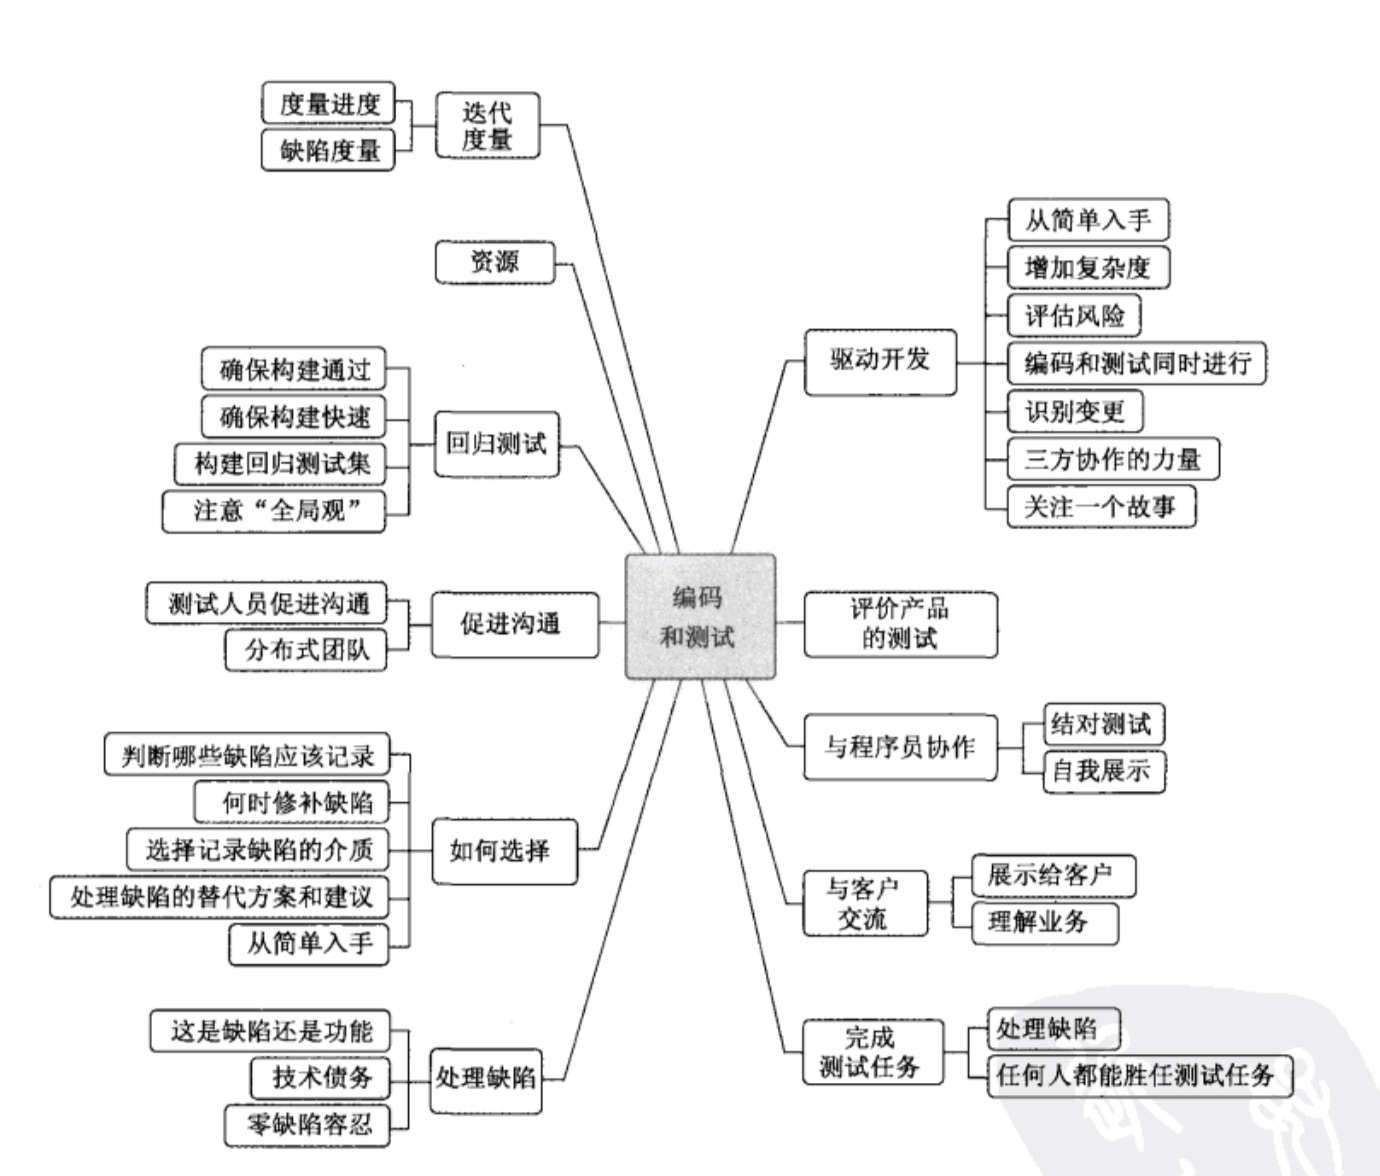 度量进度
缺陷度量
迭代
度量
资源
确保构建通过
确保构建快速
构建回归测试集
注意“全局观”
回归测试
测试人员促进沟通
分布式团队
促进沟通
判断哪些缺陷应该记录
何时修补缺陷
选择记录缺陷的介质
处理缺陷的替代方案和建议
从简单入手
如何选择
这是缺陷还是功能
技术债务
零缺陷容忍
处理缺陷
编码
和测试
驱动开发
从简单入手
增加复杂度
评估风险
编码和测试同时进行
识别变更
三方协作的力量
关注一个故事
评价产品
的测试
与程序员协作
结对测试
自我展示
与客户
交流
展示给客户
理解业务
完成
测试任务
处理缺陷
任何人都能胜任测试任务